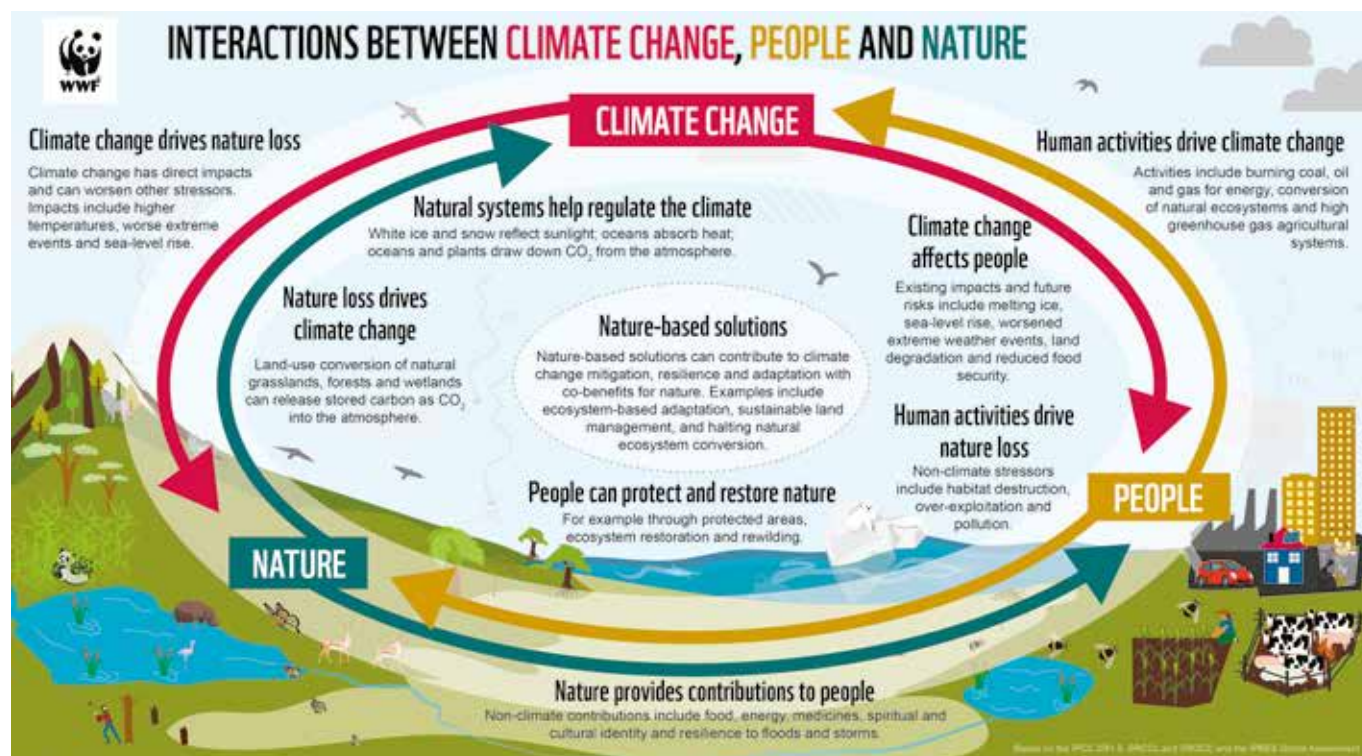 WWF
INTERACTIONS BETWEEN CLIMATE CHANGE, PEOPLE AND NATURE
CLIMATE CHANGE
Climate change drives nature loss
Climate change has direct impacts
and can worsen other stressors.
Impacts include higher
temperatures, worse extreme
events and sea-level rise.
Human activities drive climate change
Activities include burning coal, oil
and gas for energy, conversion
of natural ecosystems and high
greenhouse gas agricultural
systems.
Natural systems help regulate the climate
White ice and snow reflect sunlight; oceans absorb heat;
oceans and plants draw down CO₂ from the atmosphere.
Climate change
affects people
Existing impacts and future
risks include melting ice,
sea-level rise, worsened
extreme weather events, land
degradation and reduced food
security.
Nature loss drives
climate change
Land-use conversion of natural
grasslands, forests and wetlands
can release stored carbon as CO₂
into the atmosphere.
Nature-based solutions
Nature-based solutions can contribute to climate
change mitigation, resilience and adaptation with
co-benefits for nature. Examples include
ecosystem-based adaptation, sustainable land
management, and halting natural
ecosystem conversion.
Human activities drive
nature loss
Non-climate stressors
include habitat destruction,
over-exploitation and
pollution.
People can protect and restore nature
For example through protected areas,
ecosystem restoration and rewilding.
PEOPLE
NATURE
Nature provides contributions to people
Non-climate contributions include food, energy, medicines, spiritual and
cultural identity and resilience to floods and storms.